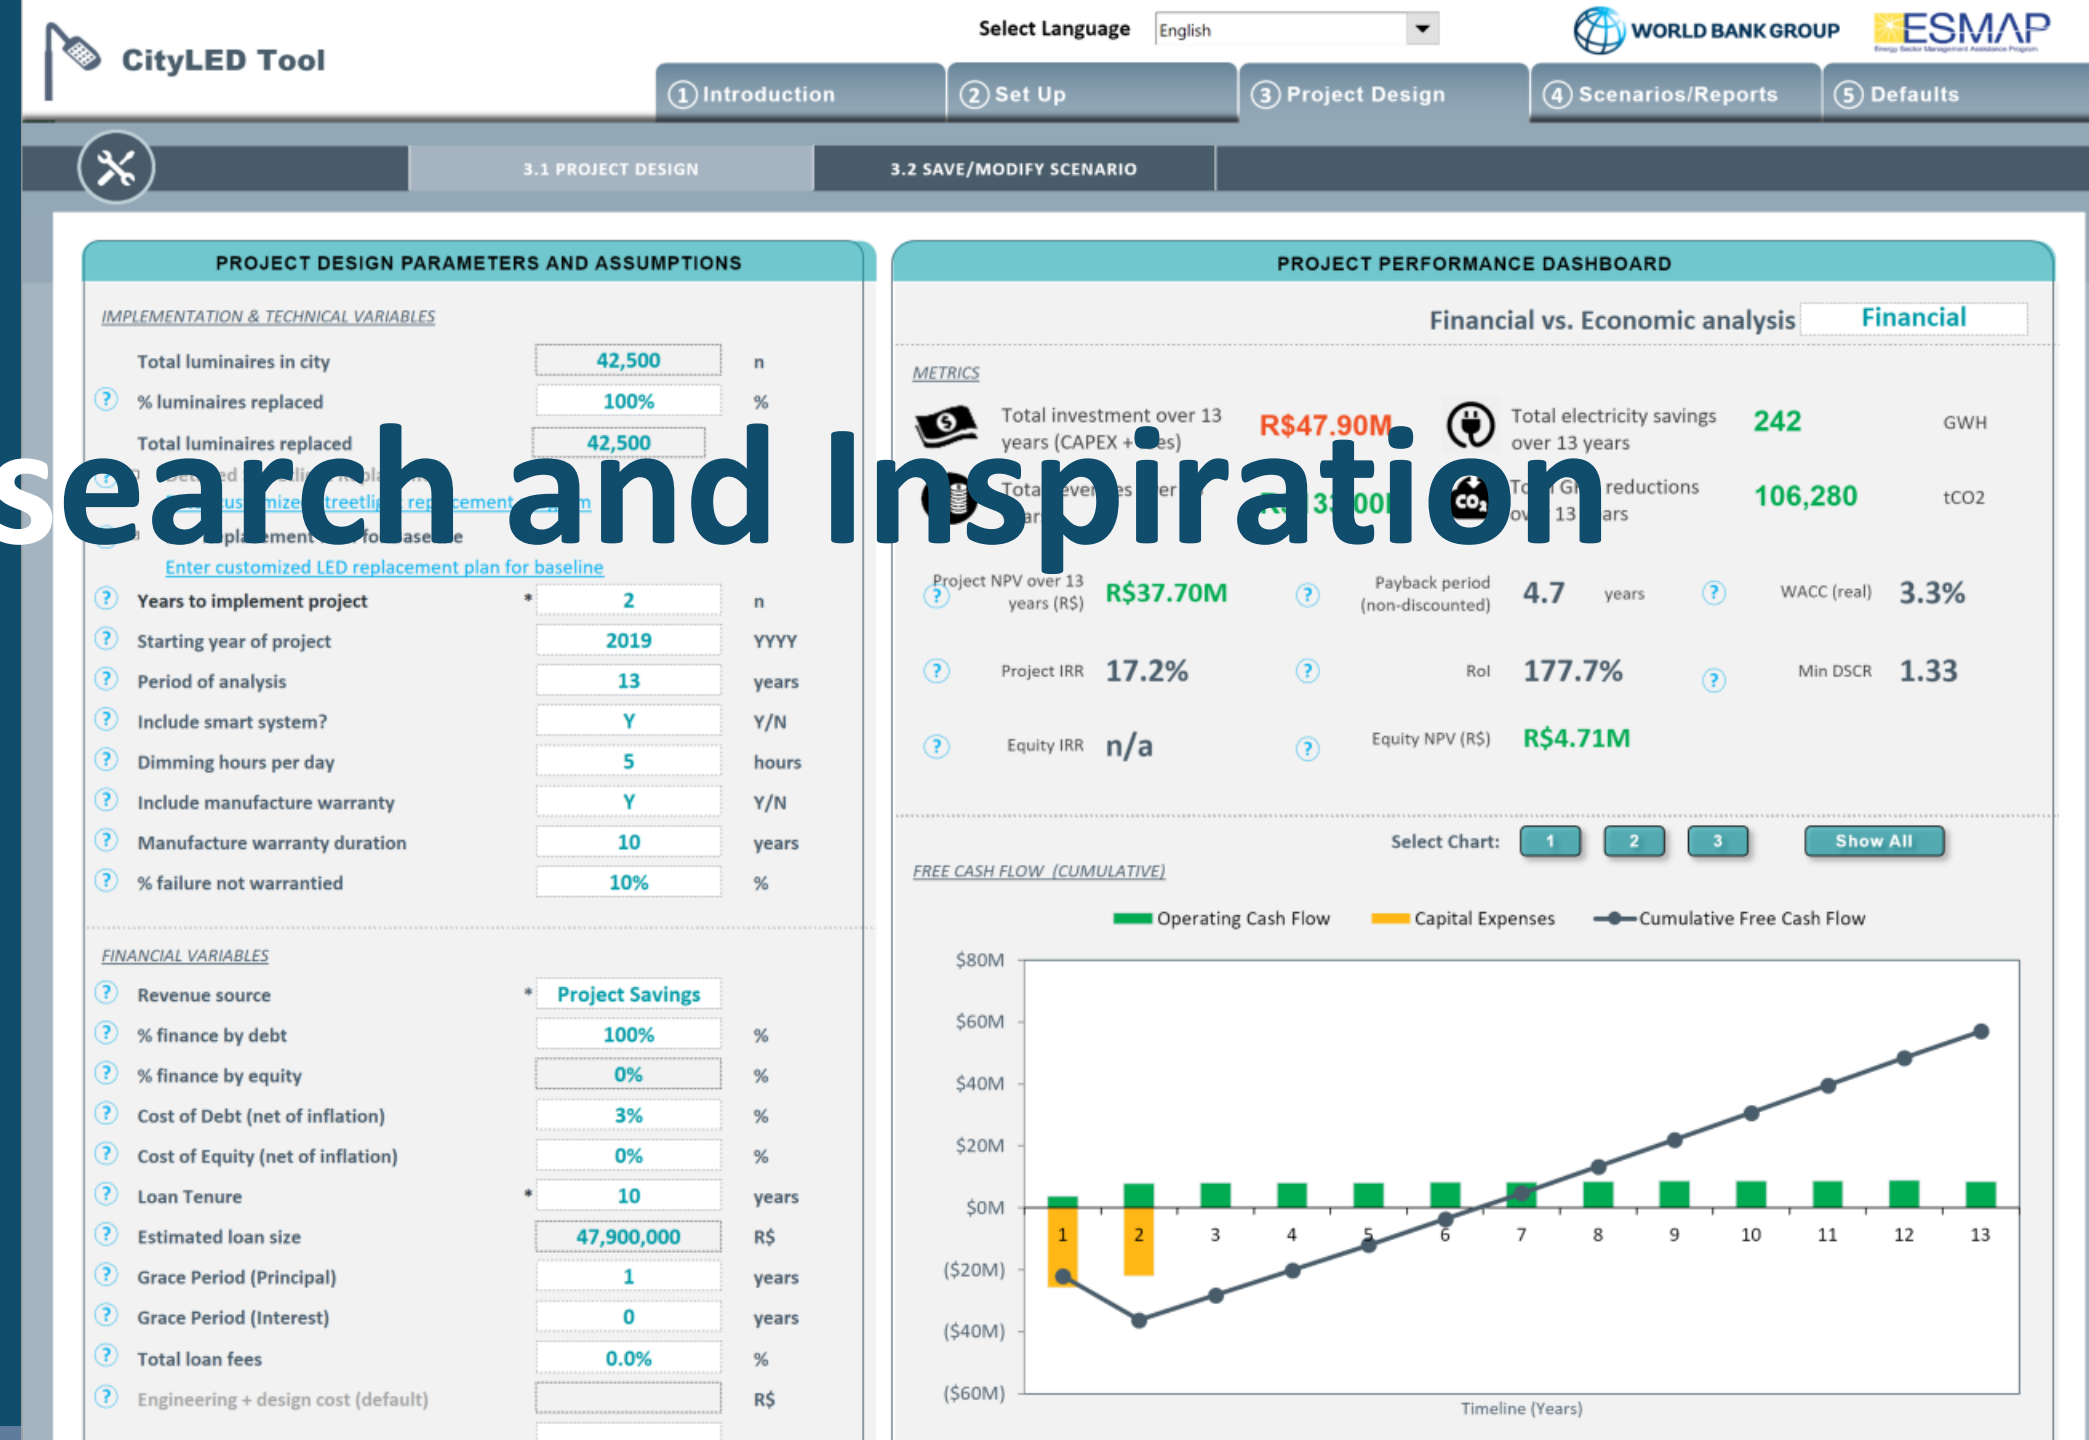 Select Language English
WORLD BANK GROUP
ESMAP
Energy Sector Management Assistance Program
CityLED Tool
1 Introduction
2 Set Up
3 Project Design
4 Scenarios/Reports
5 Defaults
3.1 PROJECT DESIGN
3.2 SAVE/MODIFY SCENARIO
search and Inspiration
PROJECT DESIGN PARAMETERS AND ASSUMPTIONS
IMPLEMENTATION & TECHNICAL VARIABLES
Total luminaires in city 42,500 n
? % luminaires replaced 100% %
Total luminaires replaced 42,500
Enter customized LED replacement plan for baseline
? Years to implement project * 2 n
? Starting year of project 2019 YYYY
? Period of analysis 13 years
? Include smart system? Y Y/N
? Dimming hours per day 5 hours
? Include manufacture warranty Y Y/N
? Manufacture warranty duration 10 years
? % failure not warrantied 10% %
FINANCIAL VARIABLES
? Revenue source * Project Savings
? % finance by debt 100% %
? % finance by equity 0% %
? Cost of Debt (net of inflation) 3% %
? Cost of Equity (net of inflation) 0% %
? Loan Tenure * 10 years
? Estimated loan size 47,900,000 R$
? Grace Period (Principal) 1 years
? Grace Period (Interest) 0 years
? Total loan fees 0.0% %
? Engineering + design cost (default) R$
PROJECT PERFORMANCE DASHBOARD
Financial vs. Economic analysis Financial
METRICS
Total investment over 13
years (CAPEX +
R$47.90M
Total electricity savings
over 13 years
242 GWH
reductions
13
106,280 tCO2
CO2
? Project NPV over 13
years (R$)
R$37.70M
? Payback period
(non-discounted)
4.7 years
? WACC (real) 3.3%
? Project IRR 17.2%
? RoI 177.7%
? Min DSCR 1.33
? Equity IRR n/a
? Equity NPV (R$) R$4.71M
Select Chart: 1 2 3 Show All
FREE CASH FLOW (CUMULATIVE)
Operating Cash Flow Capital Expenses Cumulative Free Cash Flow
$80M
$60M
$40M
$20M
$0M
1 2 3 4 5 6 7 8 9 10 11 12 13
($20M)
($40M)
($60M)
Timeline (Years)